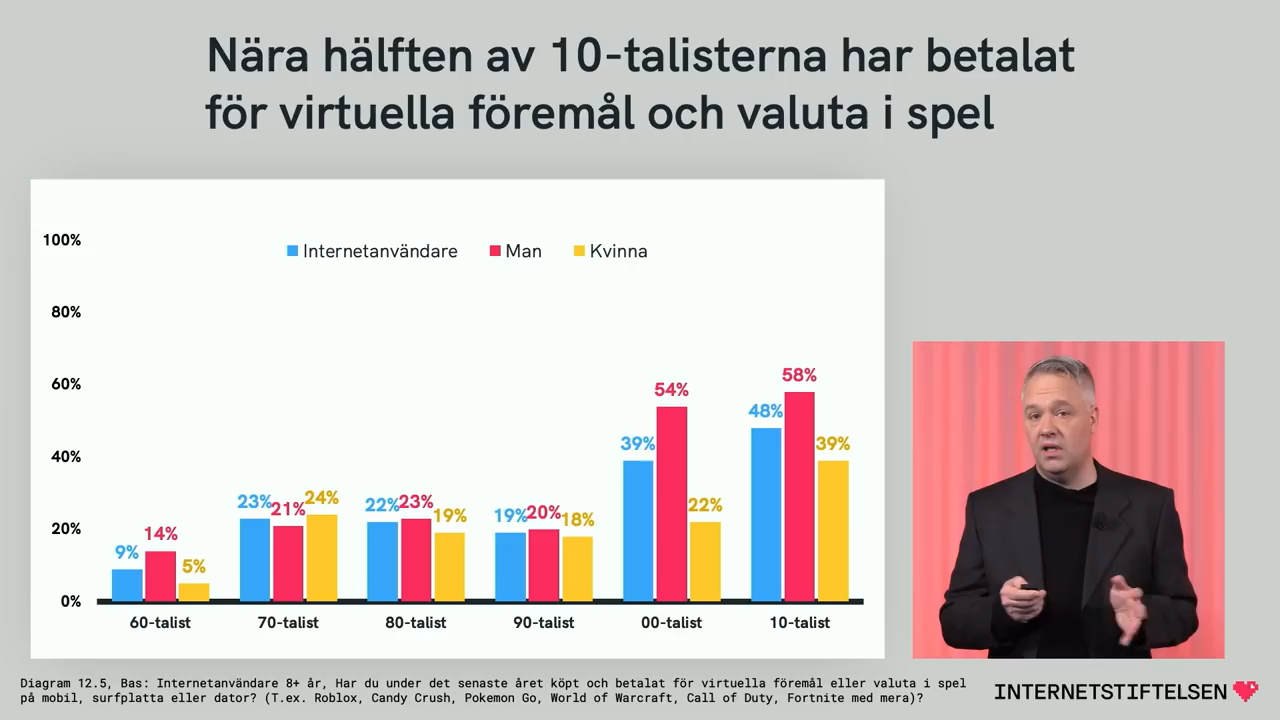 Nära hälften av 10-talisterna har betalat
för virtuella föremål och valuta i spel
Internetanvändare Man Kvinna
100%
80%
60%
40%
20%
0%
9% 14% 5%
23% 21% 24%
22% 23% 19%
19% 20% 18%
39% 54% 22%
48% 58% 39%
60-talist 70-talist 80-talist 90-talist 00-talist 10-talist
Diagram 12.5, Bas: Internetanvändare 8+ år, Har du under det senaste året köpt och betalat för virtuella föremål eller valuta i spel
på mobil, surfplatta eller dator? (T.ex. Roblox, Candy Crush, Pokemon Go, World of Warcraft, Call of Duty, Fortnite med mera)?
INTERNETSTIFTELSEN